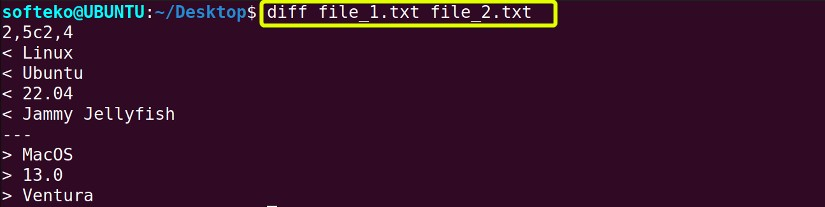 softeko@UBUNTU:~/Desktop$ diff file_1.txt file_2.txt
2,5c2,4
< Linux
< Ubuntu
< 22.04
< Jammy Jellyfish
---
> MacOS
> 13.0
> Ventura